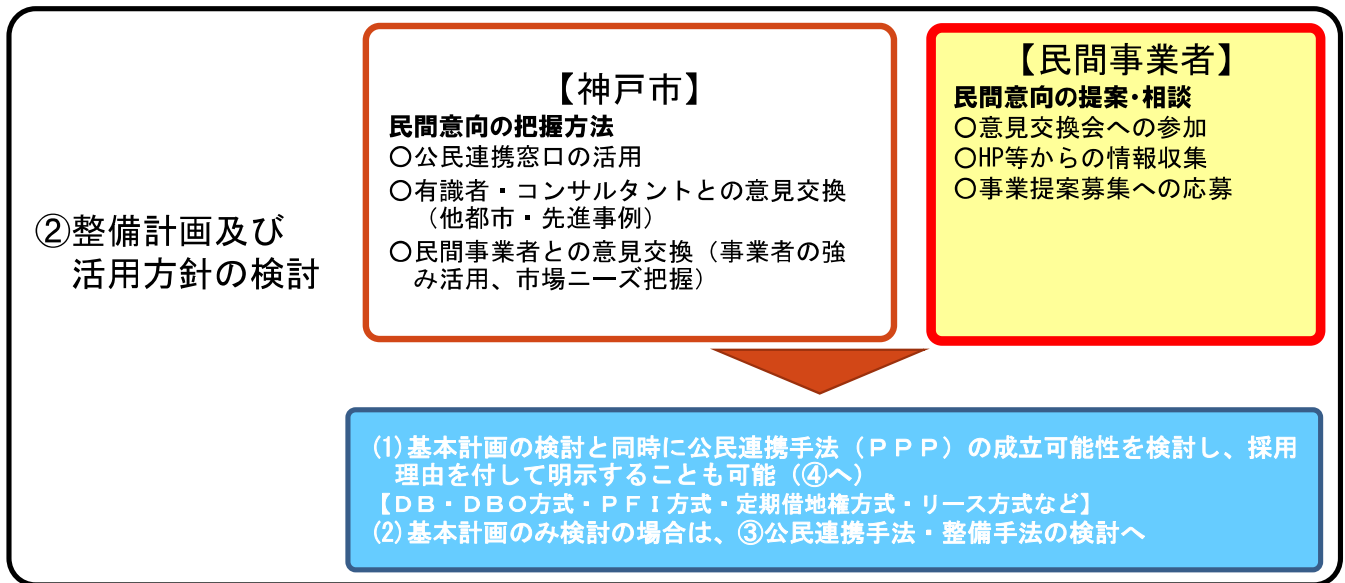 ②整備計画及び
活用方針の検討
【神戸市】
民間意向の把握方法
○公民連携窓口の活用
○有識者・コンサルタントとの意見交換
（他都市・先進事例）
○民間事業者との意見交換（事業者の強
み活用、市場ニーズ把握）
【民間事業者】
民間意向の提案・相談
○意見交換会への参加
○HP等からの情報収集
○事業提案募集への応募
(1)基本計画の検討と同時に公民連携手法（ＰＰＰ）の成立可能性を検討し、採用
理由を付して明示することも可能（④へ）
【ＤＢ・ＤＢＯ方式・ＰＦＩ方式・定期借地権方式・リース方式など】
(2)基本計画のみ検討の場合は、③公民連携手法・整備手法の検討へ